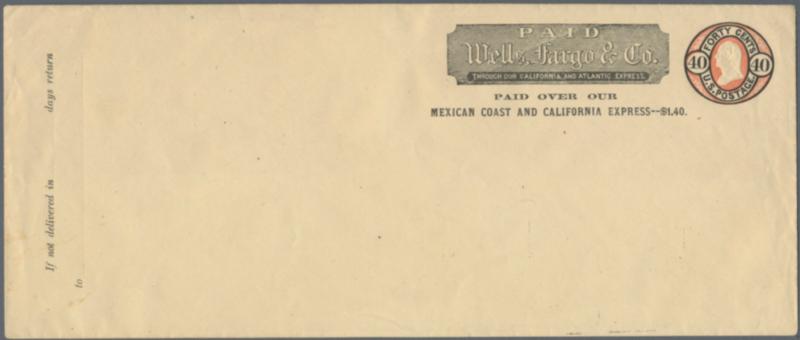 PAID
Wells, Fargo & Co.
THROUGH OUR CALIFORNIA AND ATLANTIC EXPRESS.
PAID OVER OUR
MEXICAN COAST AND CALIFORNIA EXPRESS--$1.40.
FORTY CENTS
40 40
U.S. POSTAGE
If not delivered in days return
to